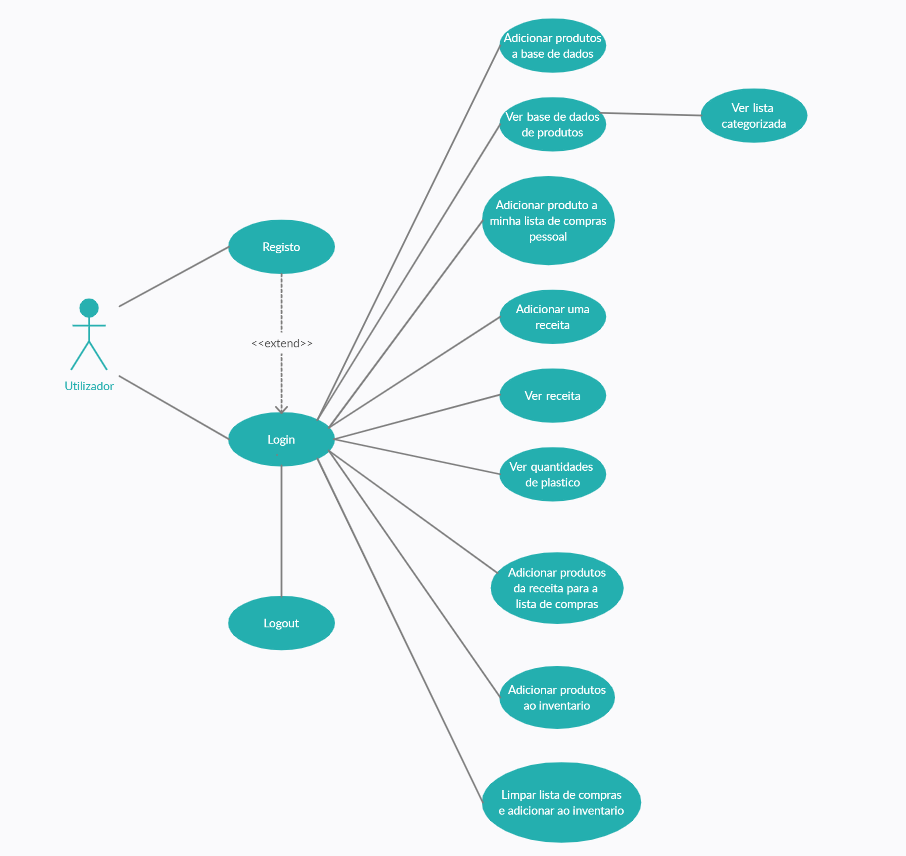 Adicionar produtos
a base de dados
Ver base de dados
de produtos
Ver lista
categorizada
Adicionar produto a
minha lista de compras
pessoal
Registo
Adicionar uma
receita
<<extend>>
Utilizador
Ver receita
Login
Ver quantidades
de plastico
Adicionar produtos
da receita para a
lista de compras
Logout
Adicionar produtos
ao inventario
Limpar lista de compras
e adicionar ao inventario